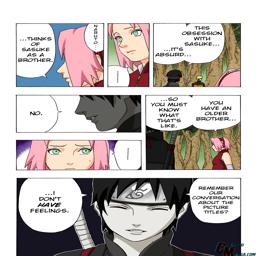 THIS
OBSESSION
WITH
SASUKE...
...IT'S
ABSURD...
NARUTO...
...THINKS
OF
SASUKE
AS A
BROTHER.
YOU
HAVE AN
OLDER
BROTHER...
...SO
YOU
MUST
KNOW
WHAT
THAT'S
LIKE.
NO.
!
REMEMBER
OUR
CONVERSATION
ABOUT THE
PICTURE
TITLES?
...I
DON'T
HAVE
FEELINGS.